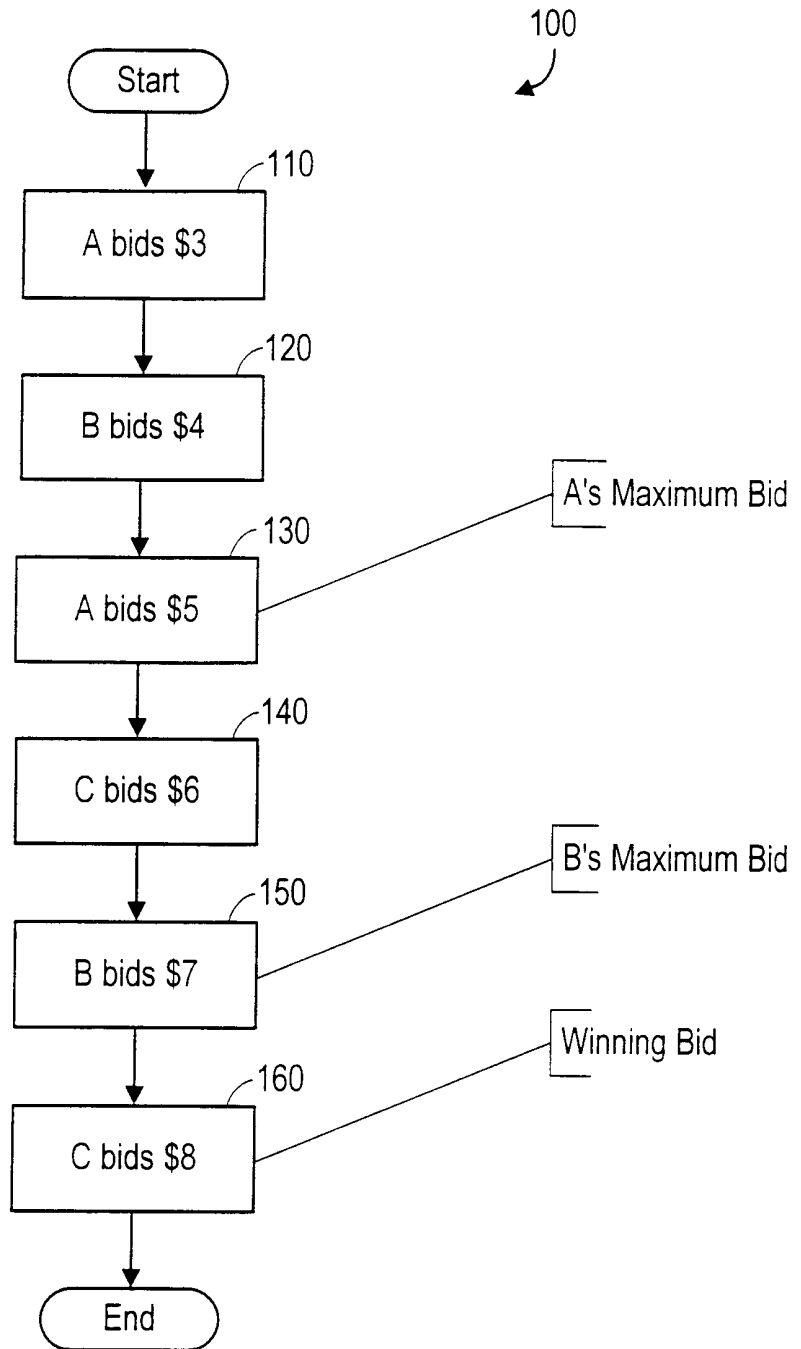 100
Start
110
A bids $3
120
B bids $4
A's Maximum Bid
130
A bids $5
140
C bids $6
B's Maximum Bid
150
B bids $7
Winning Bid
160
C bids $8
End